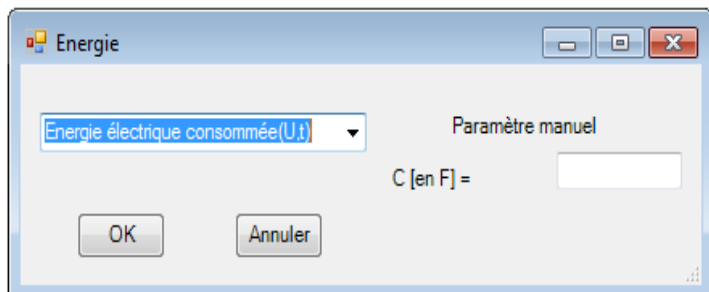 Energie
Energie électrique consommée(U,t)
Paramètre manuel
C [en F] =
OK
Annuler